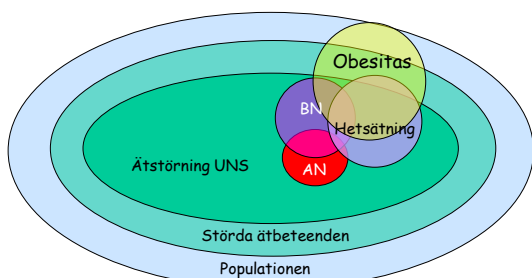 Obesitas
BN
Hetsätning
Ätstörning UNS
AN
Störda ätbeteenden
Populationen